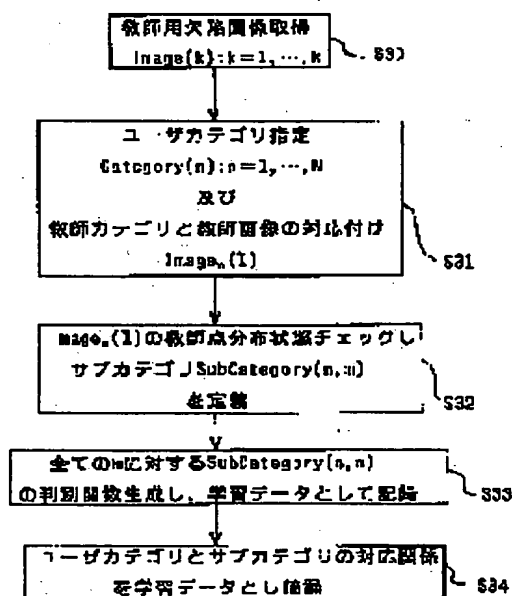 教師用欠陥関係取得
Image(k):k=1,…,k
S30
ユーザカテゴリ指定
Category(n):n=1,…,N
及び
教師カテゴリと教師画像の対応付け
Imageₙ(l)
S31
Imageₙ(l)の教師点分布状態チェックし
サブカテゴリSubCategory(n,m)
を定義
S32
全てのmに対するSubCategory(n,m)
の判別関数生成し、学習データとして記録
S33
ユーザカテゴリとサブカテゴリの対応関係
を学習データとし
S34